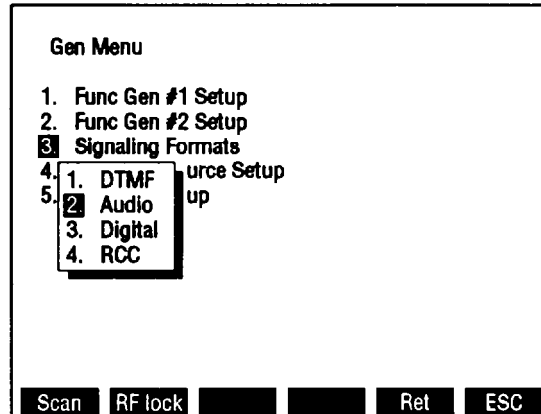 Gen Menu
1. Func Gen #1 Setup
2. Func Gen #2 Setup
3. Signaling Formats
4. urce Setup
5. up
1. DTMF
2. Audio
3. Digital
4. RCC
Scan RF lock Ret ESC